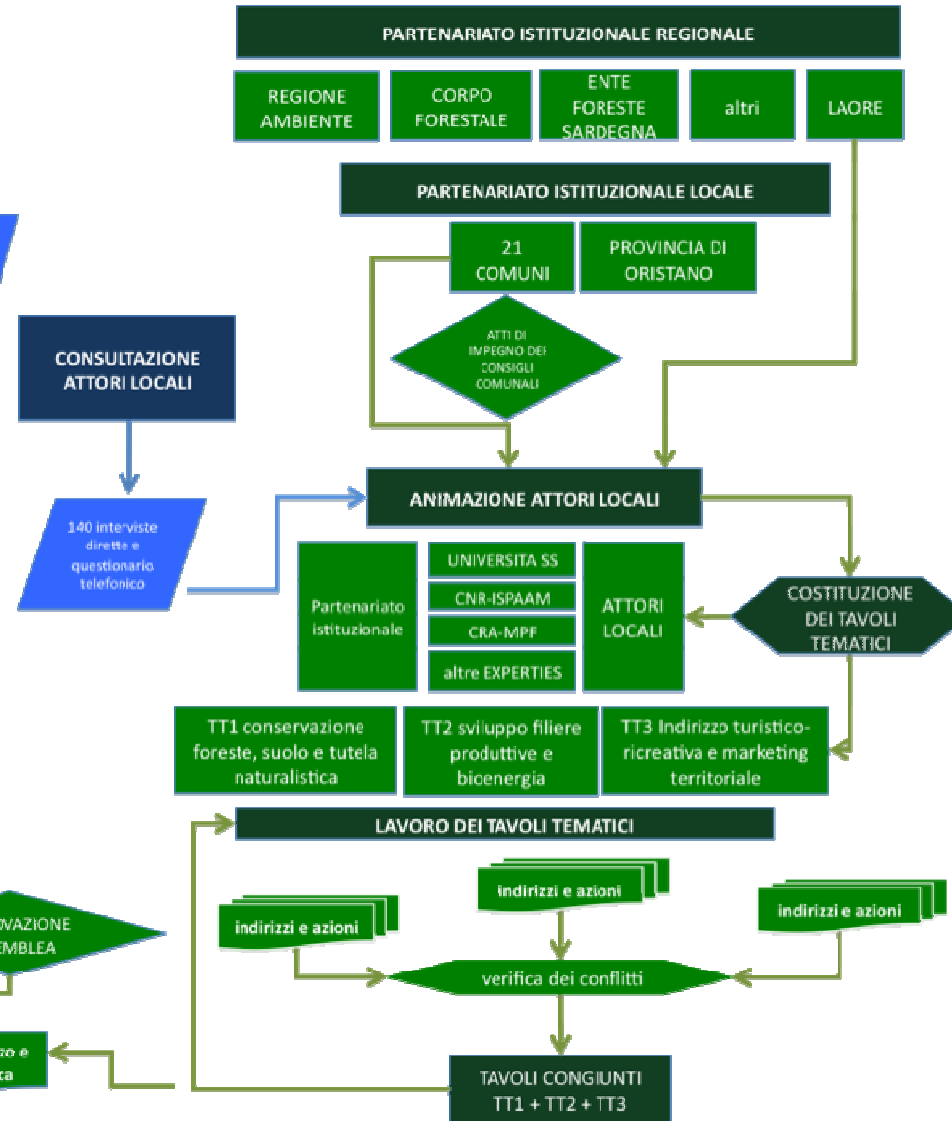 PARTENARIATO ISTITUZIONALE REGIONALE
REGIONE
AMBIENTE
CORPO
FORESTALE
ENTE
FORESTE
SARDEGNA
altri
LAORE
PARTENARIATO ISTITUZIONALE LOCALE
21
COMUNI
PROVINCIA DI
ORISTANO
ATTI DI
IMPEGNO DEI
CONSIGLI
COMUNALI
CONSULTAZIONE
ATTORI LOCALI
140 interviste
dirette e
questionario
telefonico
ANIMAZIONE ATTORI LOCALI
Partenariato
istituzionale
UNIVERSITA SS
CNR-ISPAAM
CRA-MPF
altre EXPERTIES
ATTORI
LOCALI
COSTITUZIONE
DEI TAVOLI
TEMATICI
TT1 conservazione
foreste, suolo e tutela
naturalistica
TT2 sviluppo filiere
produttive e
bioenergia
TT3 Indirizzo turistico-
ricreativa e marketing
territoriale
LAVORO DEI TAVOLI TEMATICI
indirizzi e azioni
indirizzi e azioni
indirizzi e azioni
OVAZIONE
EMBLEA
verifica dei conflitti
zo e
ca
TAVOLI CONGIUNTI
TT1 + TT2 + TT3